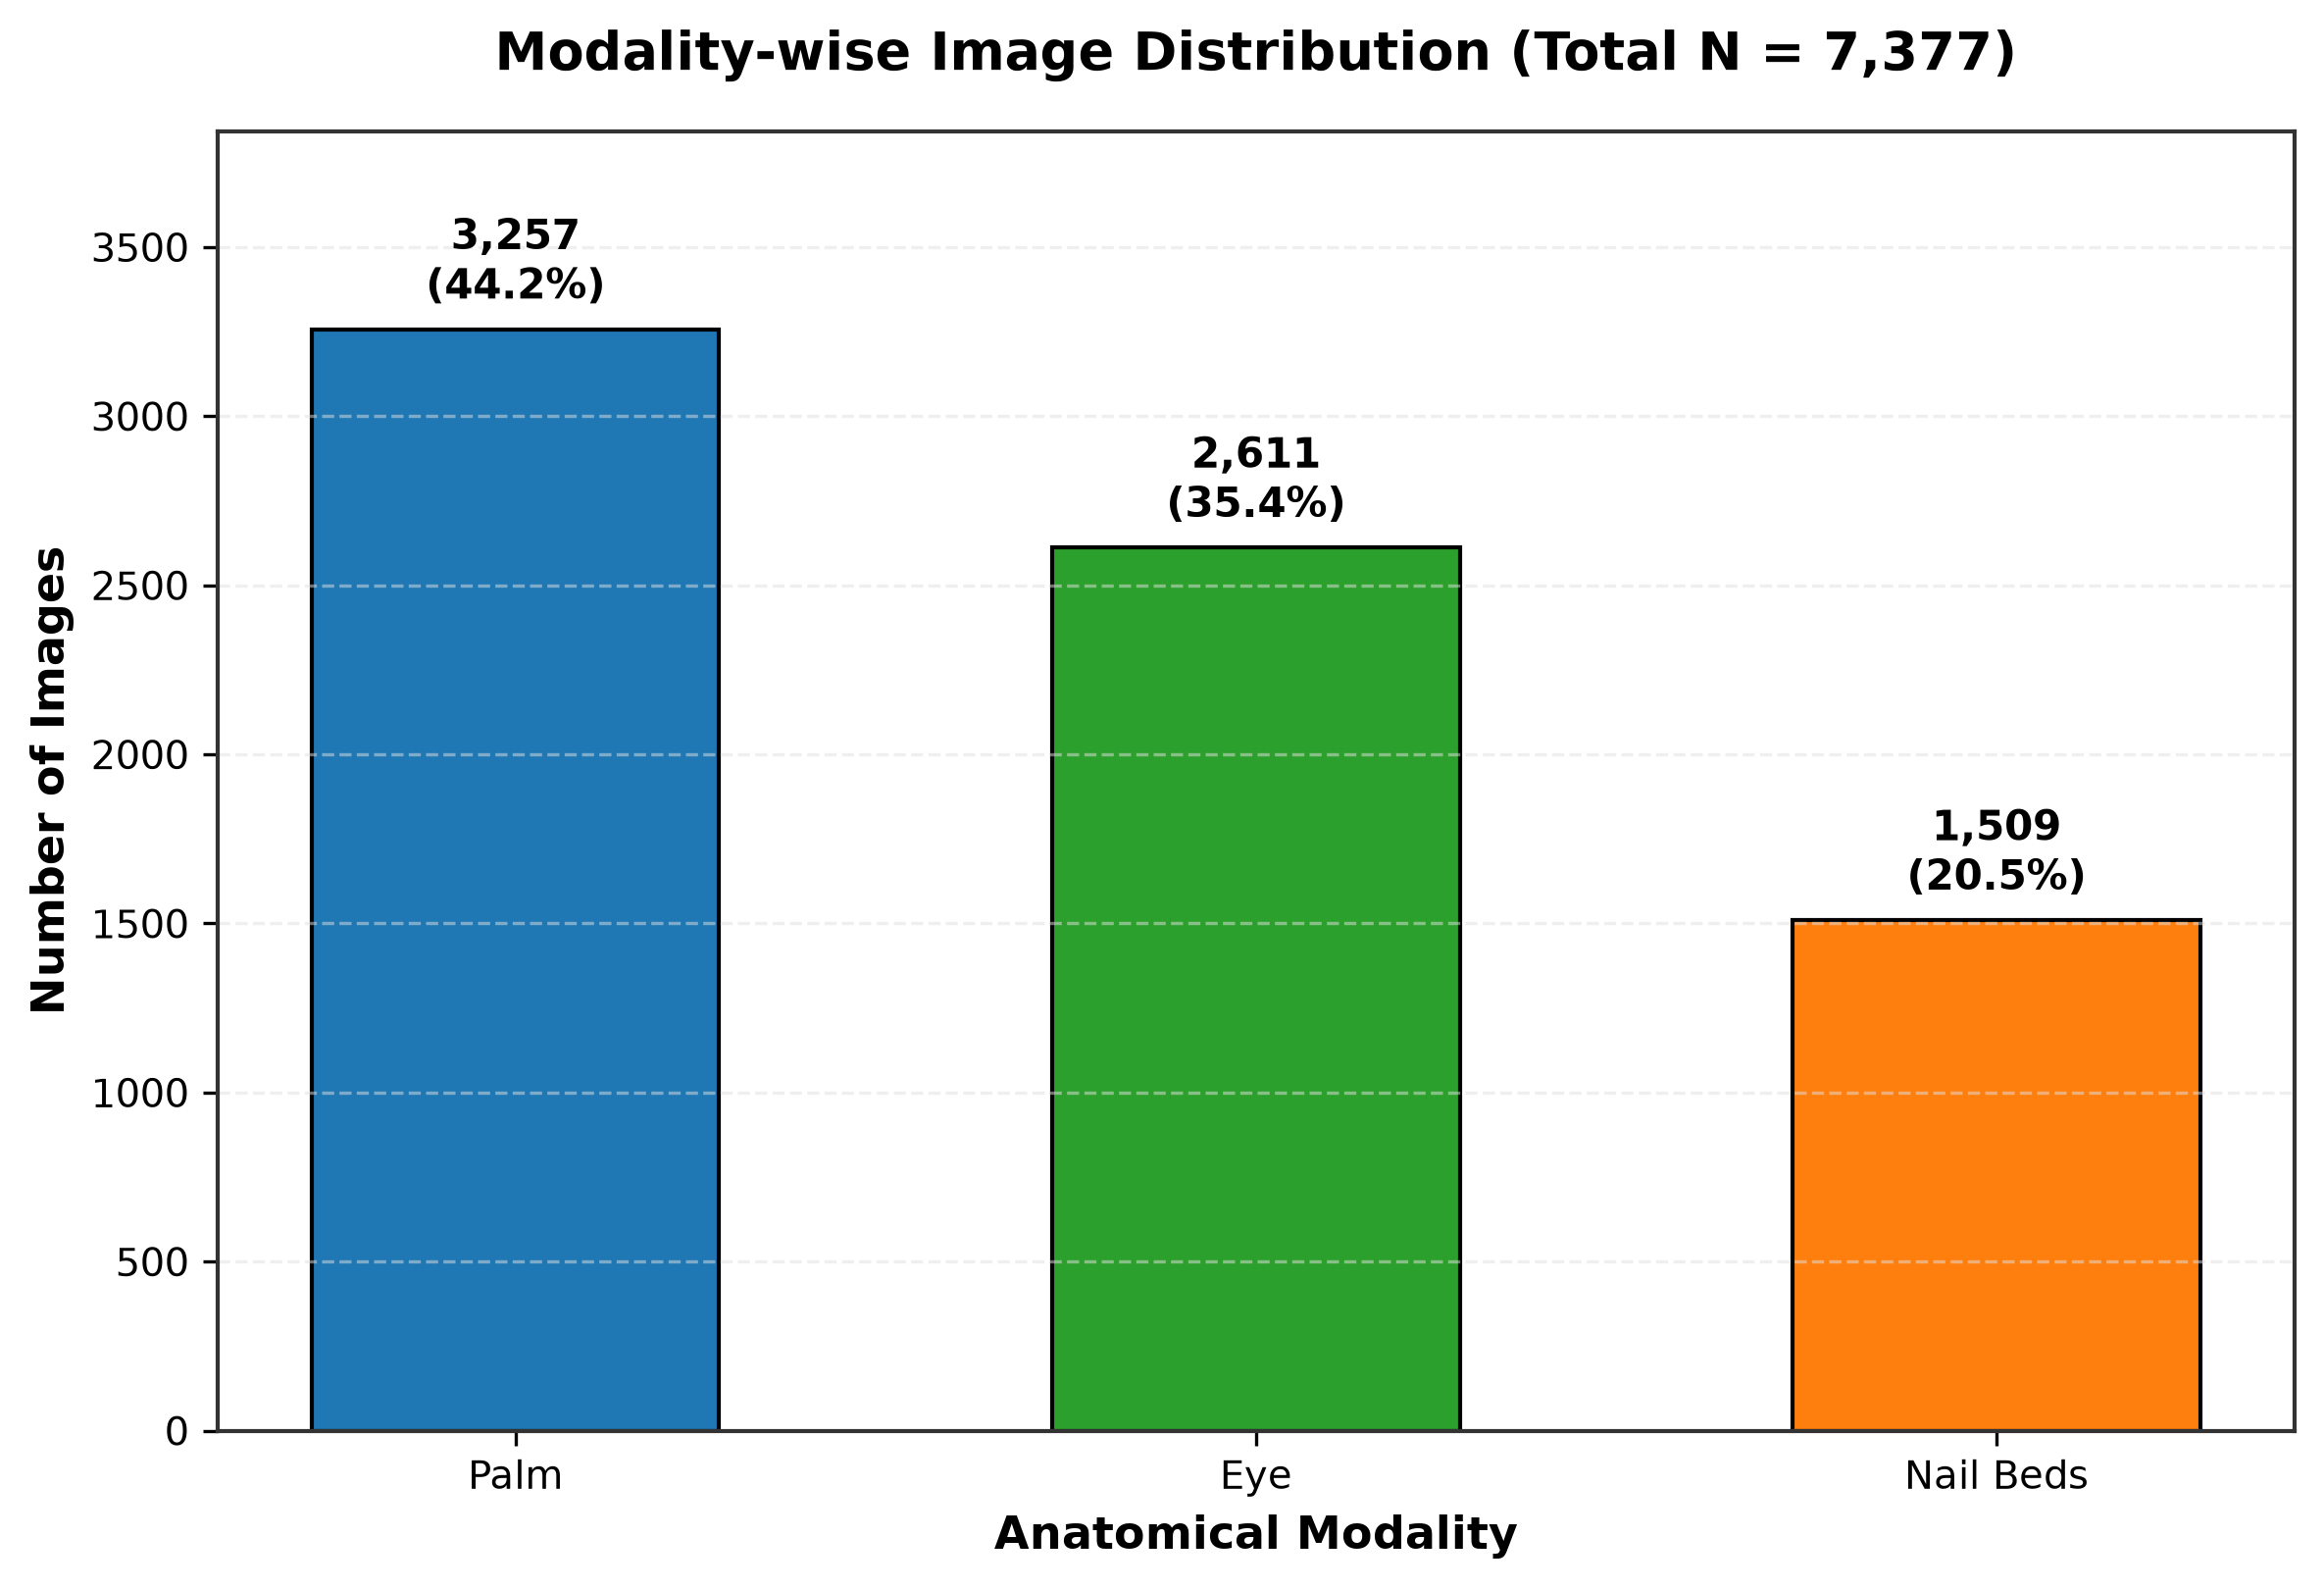 Modality-wise Image Distribution (Total N = 7,377)
Number of Images
3500
3000
2500
2000
1500
1000
500
0
3,257
(44.2%)
2,611
(35.4%)
1,509
(20.5%)
Palm
Eye
Nail Beds
Anatomical Modality